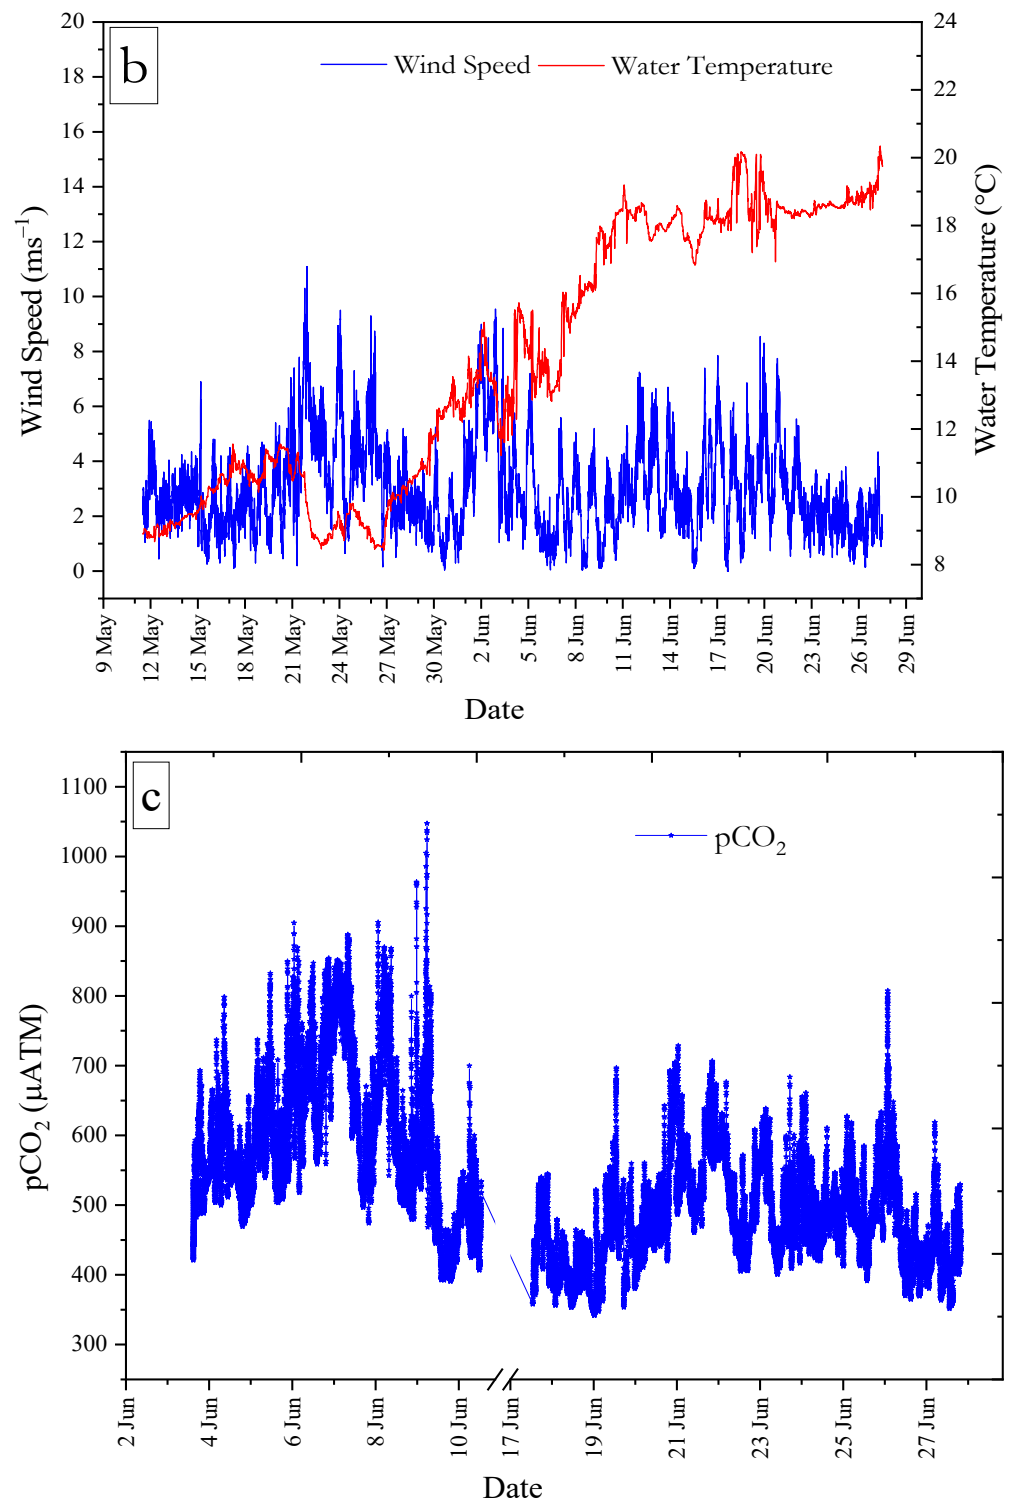 b
Wind Speed
Water Temperature
20
18
16
14
12
10
8
6
4
2
0
Wind Speed (ms⁻¹)
24
22
20
18
16
14
12
10
8
Water Temperature (°C)
9 May
12 May
15 May
18 May
21 May
24 May
27 May
30 May
2 Jun
5 Jun
8 Jun
11 Jun
14 Jun
17 Jun
20 Jun
23 Jun
26 Jun
29 Jun
Date
c
pCO₂
1100
1000
900
800
700
600
500
400
300
pCO₂ (µATM)
2 Jun
4 Jun
6 Jun
8 Jun
10 Jun
17 Jun
19 Jun
21 Jun
23 Jun
25 Jun
27 Jun
Date